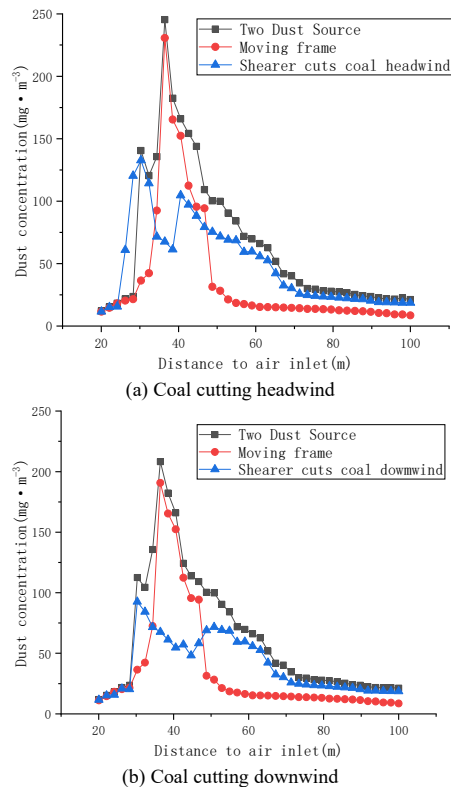 250
200
150
100
50
0
Dust concentration(mg·m⁻³)
Two Dust Source
Moving frame
Shearer cuts coal headwind
20 40 60 80 100
Distance to air inlet(m)
(a) Coal cutting headwind
250
200
150
100
50
0
Dust concentration(mg·m⁻³)
Two Dust Source
Moving frame
Shearer cuts coal dowmwind
20 40 60 80 100
Distance to air inlet(m)
(b) Coal cutting downwind